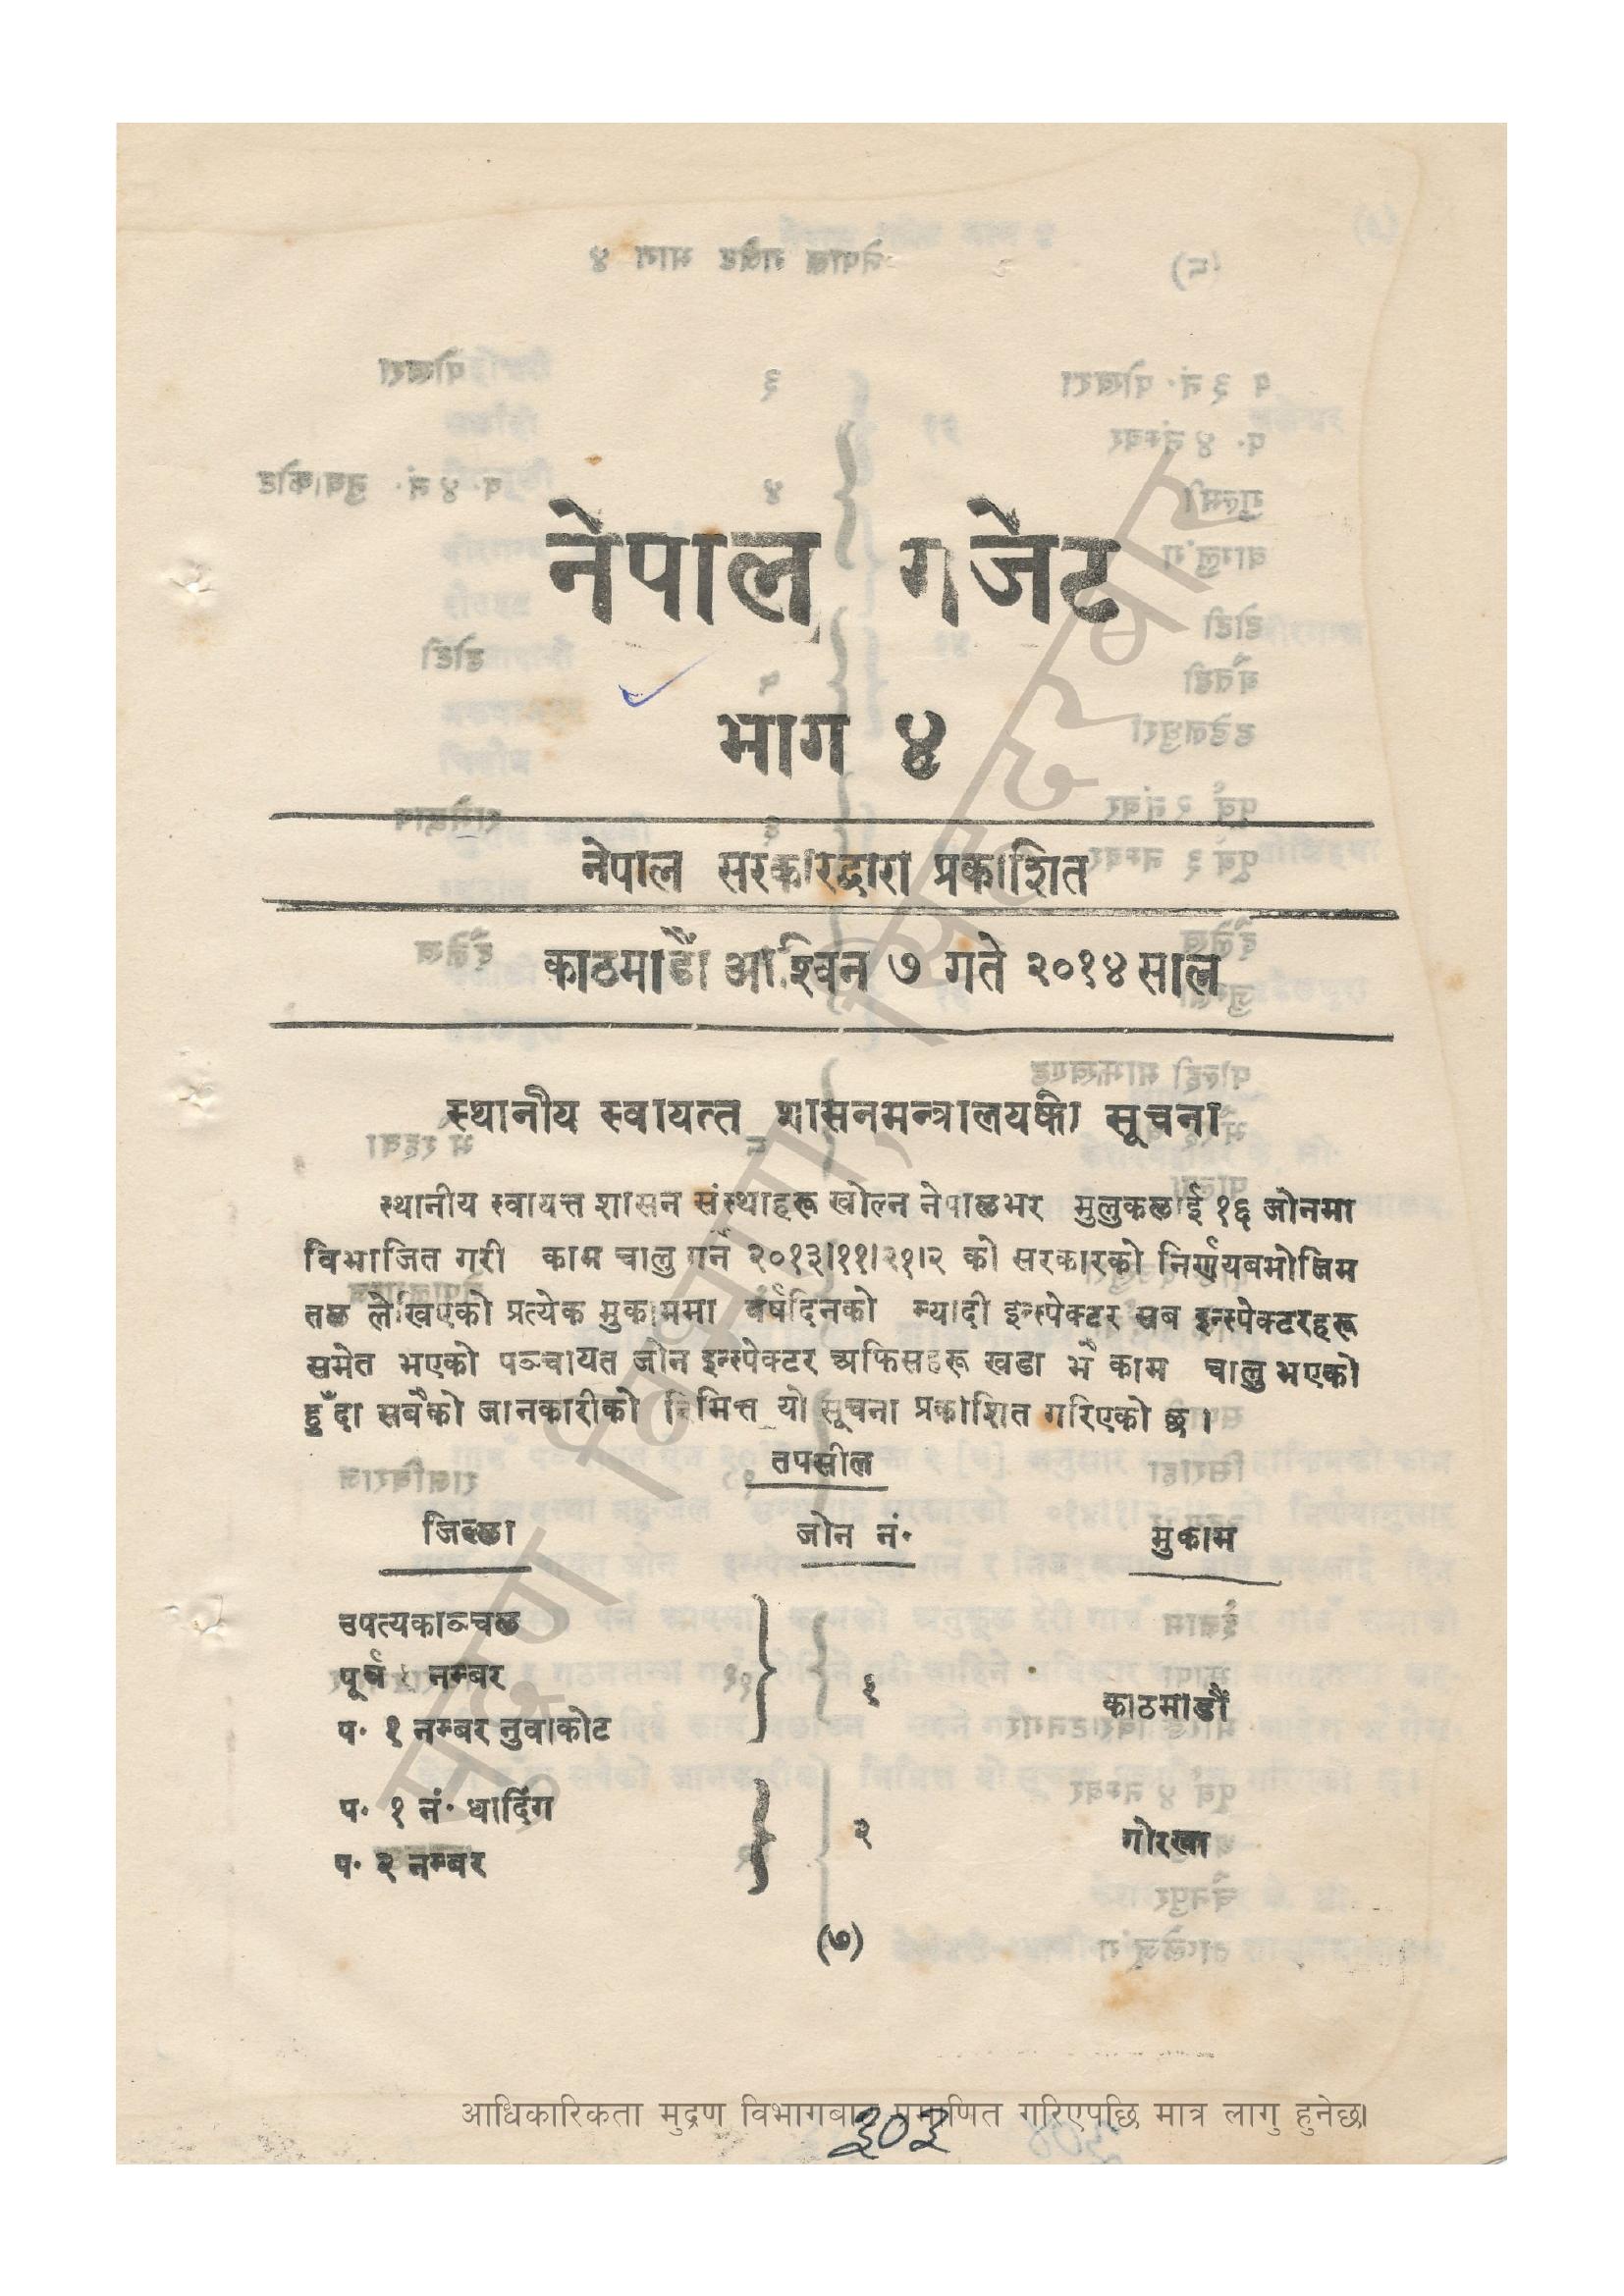 नेपाल गजेट
भाग ४
नेपाल सरकारद्वारा प्रकाशित
काठमाडौं आश्विन ७ गते २०१४ साल
स्थानीय स्वायत्त शासनमन्त्रालयको सूचना
स्थानीय स्वायत्त शासन संस्थाहरू खोल्न नेपालभर मुलुकलाई १६ जोनमा
विभाजित गरी काम चालु गर्न २०१३।११।२१।२ को सरकारको निर्णयबमोजिम
तल लेखिएको प्रत्येक मुकाममा वर्षदिनको म्यादी इन्स्पेक्टर सब इन्स्पेक्टरहरू
समेत भएको पञ्चायत जोन इन्स्पेक्टर अफिसहरू खडा भै काम चालु भएको
हुँदा सबैको जानकारीको निमित्त यो सूचना प्रकाशित गरिएको छ ।
तपसील
जिल्ला जोन नं. मुकाम
उपत्यकाञ्चल
पूर्व नम्बर १ काठमाडौं
प. १ नम्बर नुवाकोट
प. १ नं. धादिंग २ गोरखा
प. २ नम्बर
(७)
मुद्रण विभाग, सिंहदरबार
आधिकारिकता मुद्रण विभागबाट प्रमाणित गरिएपछि मात्र लागु हुनेछ।
३०३